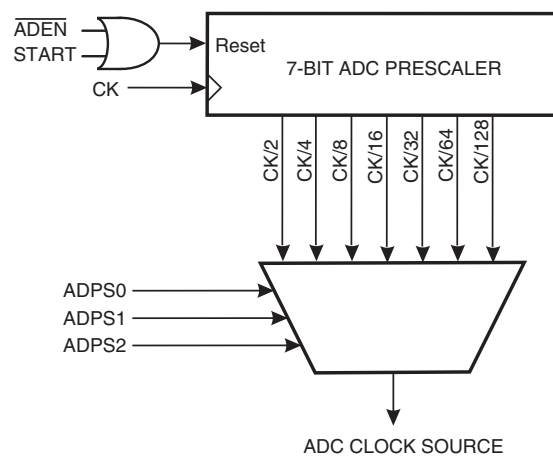 ADEN
START
Reset
7-BIT ADC PRESCALER
CK
CK/2
CK/4
CK/8
CK/16
CK/32
CK/64
CK/128
ADPS0
ADPS1
ADPS2
ADC CLOCK SOURCE